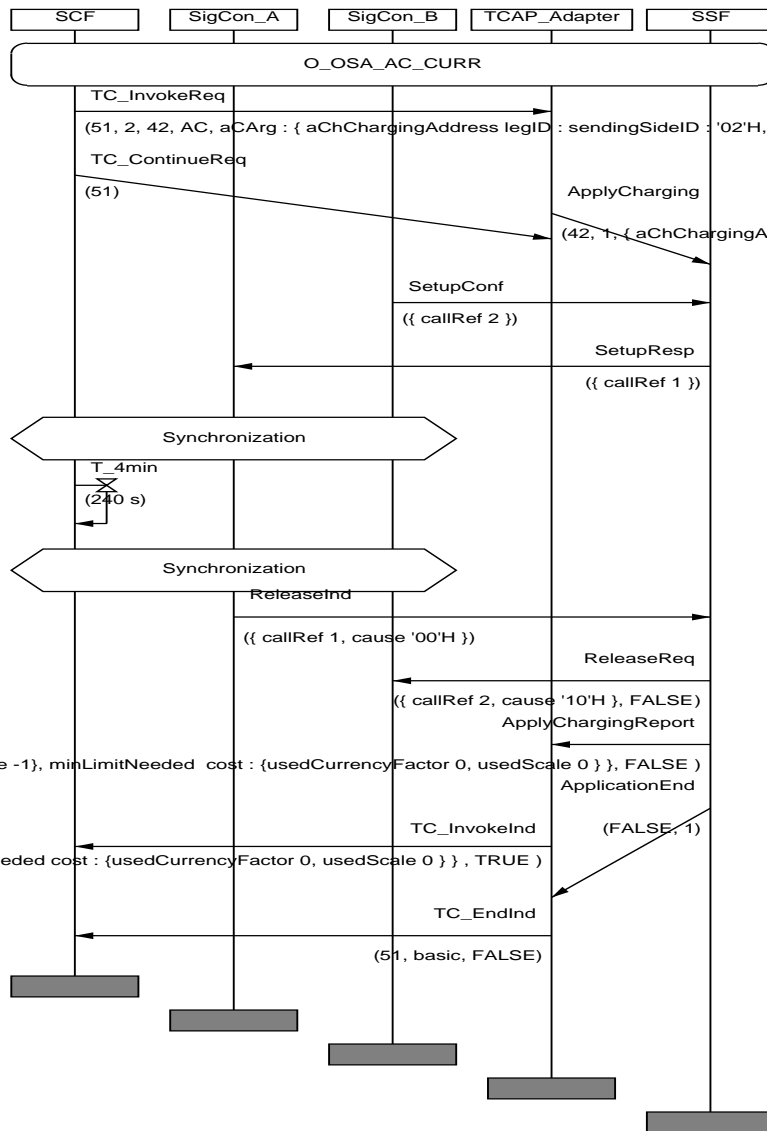 SCF SigCon_A SigCon_B TCAP_Adapter SSF
O_OSA_AC_CURR
TC_InvokeReq
(51, 2, 42, AC, aCArg : { aChChargingAddress legID : sendingSideID : '02'H,
TC_ContinueReq
(51)
ApplyCharging
(42, 1, { aChChargingA
SetupConf
({ callRef 2 })
SetupResp
({ callRef 1 })
Synchronization
T_4min
(240 s)
Synchronization
ReleaseInd
({ callRef 1, cause '00'H })
ReleaseReq
({ callRef 2, cause '10'H }, FALSE)
ApplyChargingReport
e -1}, minLimitNeeded cost : {usedCurrencyFactor 0, usedScale 0 } }, FALSE )
ApplicationEnd
(FALSE, 1)
TC_InvokeInd
eded cost : {usedCurrencyFactor 0, usedScale 0 } } , TRUE )
TC_EndInd
(51, basic, FALSE)